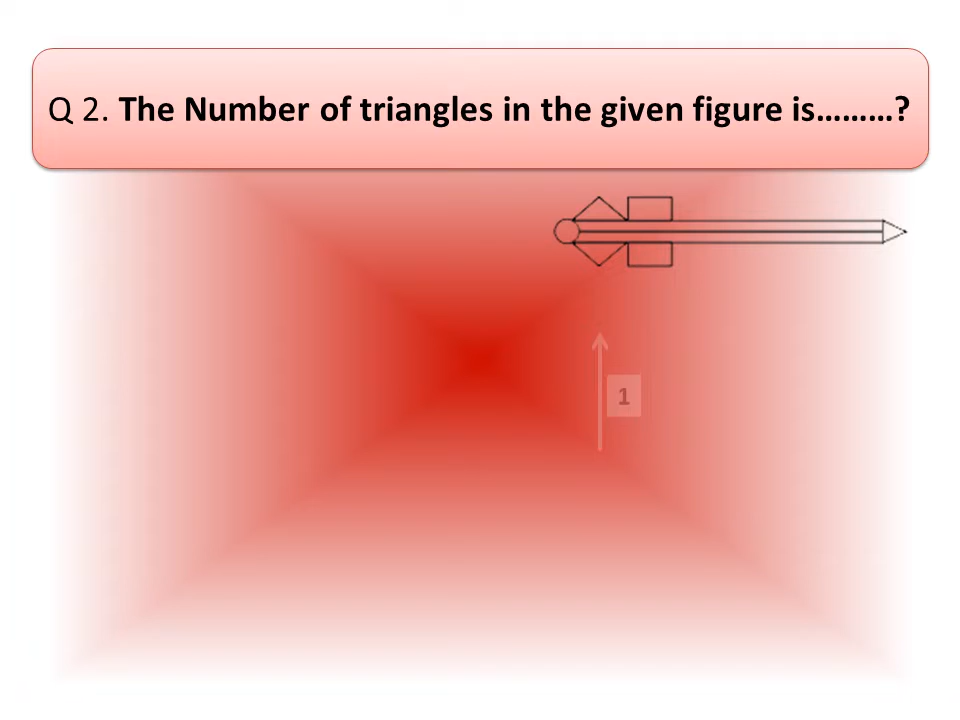 Q 2. The Number of triangles in the given figure is………?
1